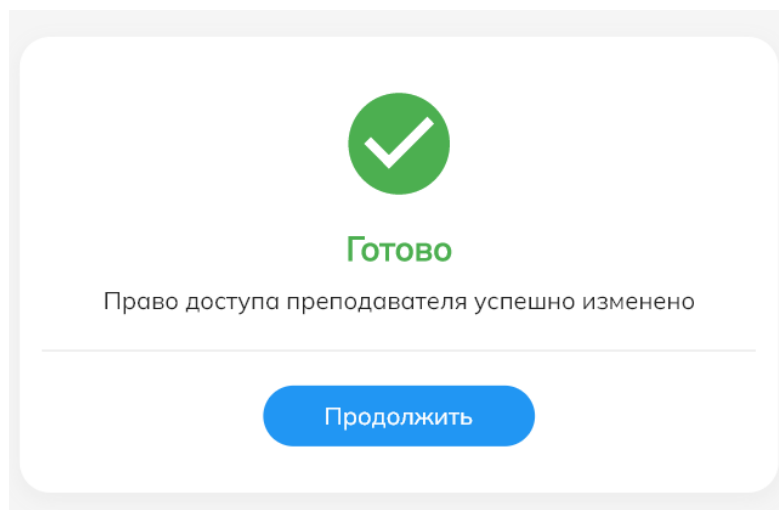 Готово
Право доступа преподавателя успешно изменено
Продолжить